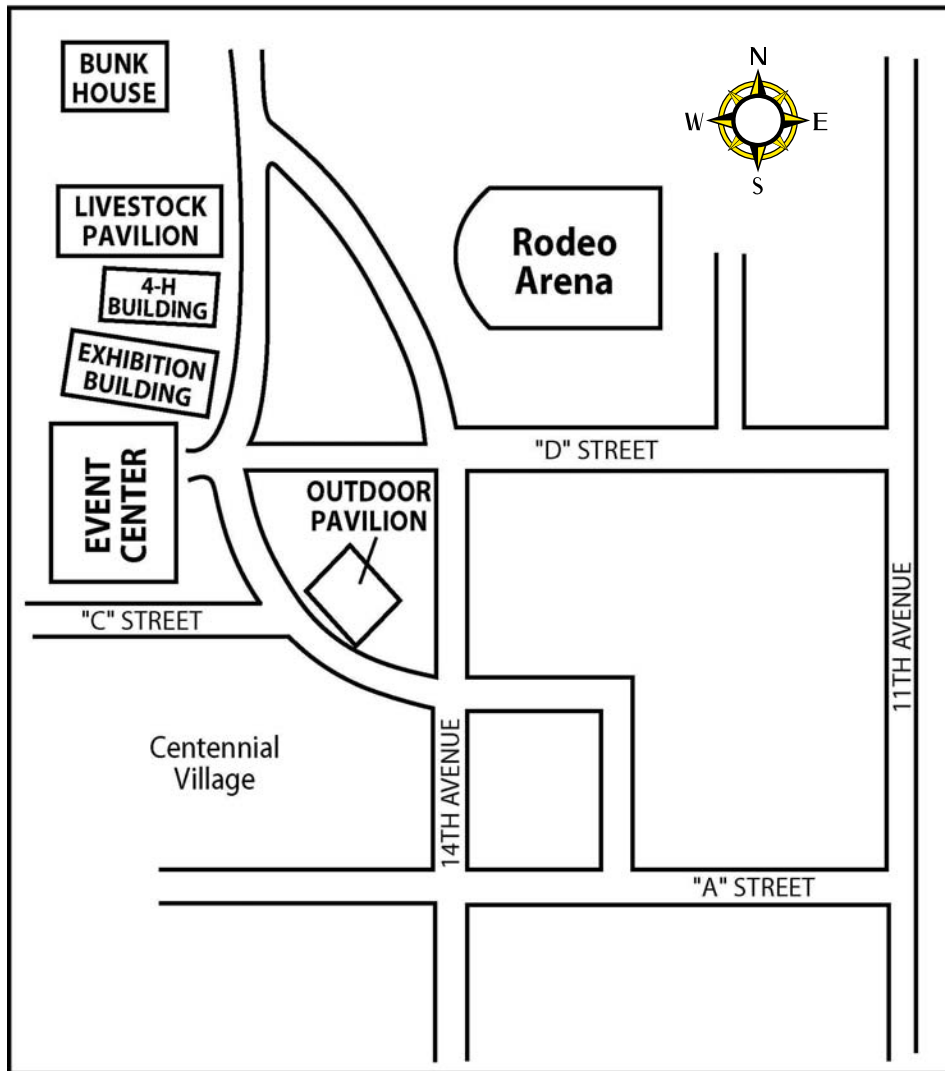 BUNK
HOUSE
N
W
E
S
LIVESTOCK
PAVILION
Rodeo
Arena
4-H
BUILDING
EXHIBITION
BUILDING
EVENT
CENTER
"D" STREET
OUTDOOR
PAVILION
"C" STREET
11TH AVENUE
Centennial
Village
14TH AVENUE
"A" STREET